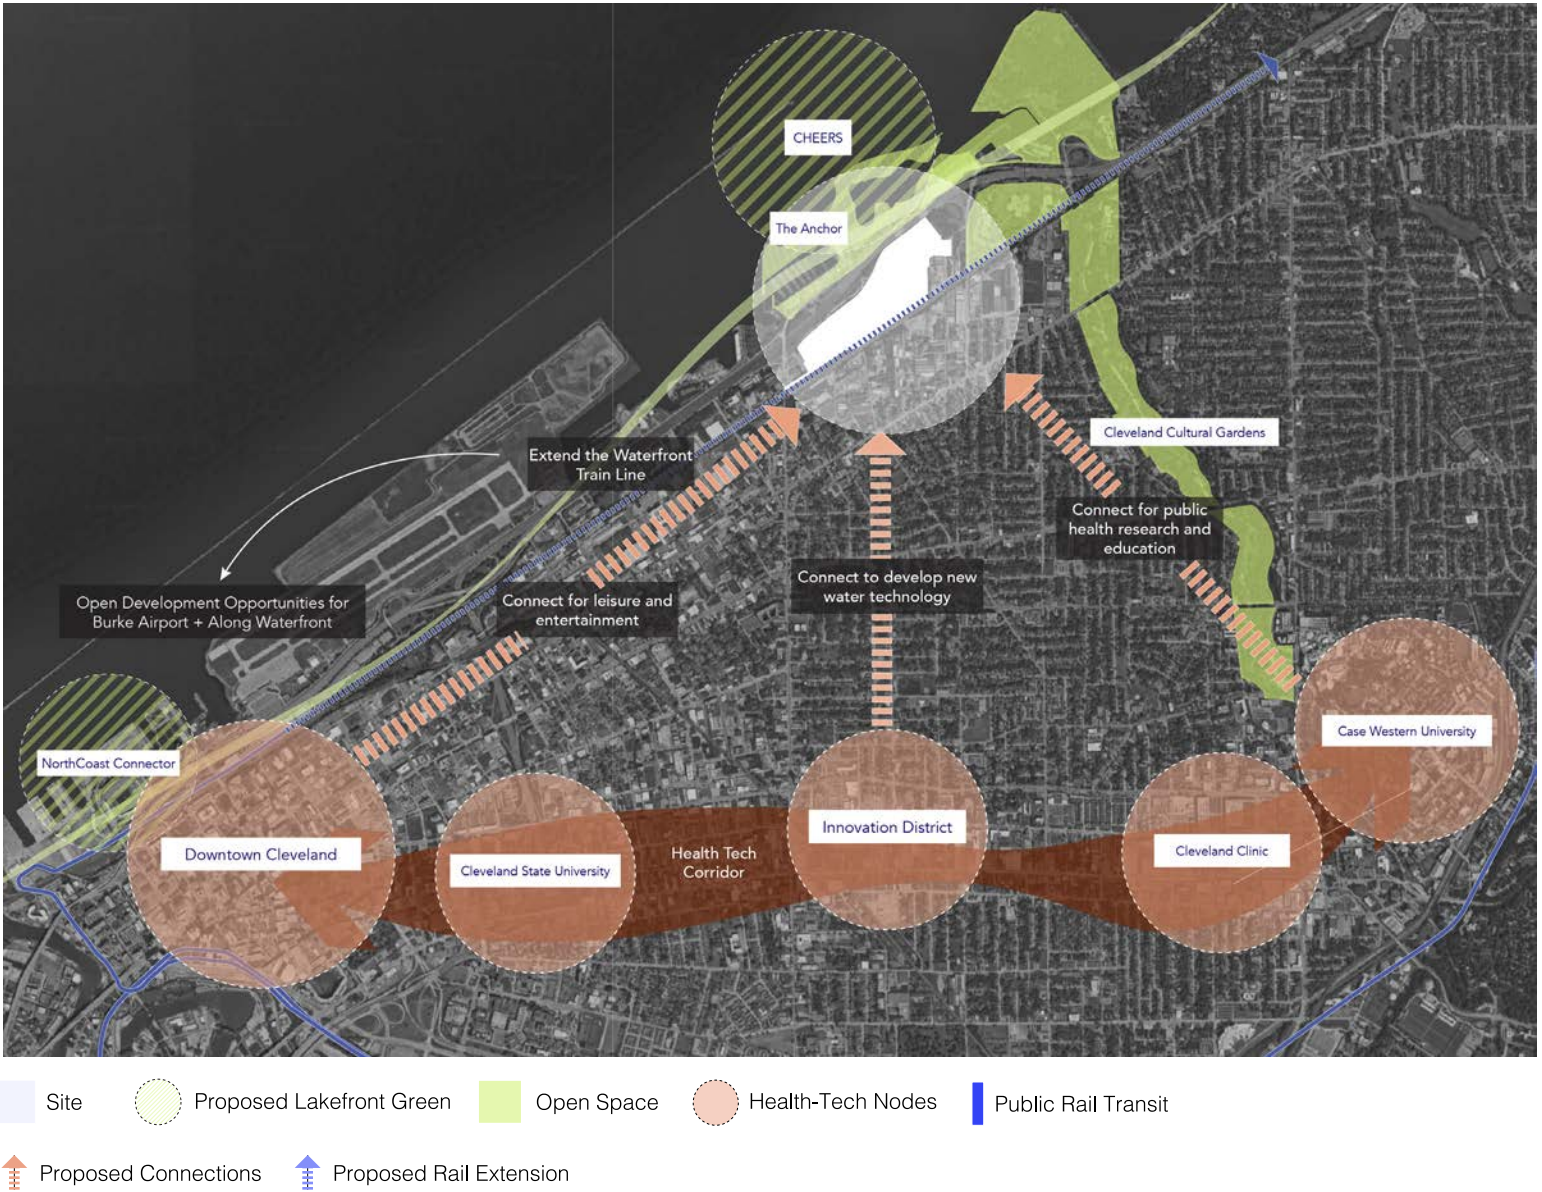 CHEERS
The Anchor
Cleveland Cultural Gardens
Extend the Waterfront
Train Line
Connect for public
health research and
education
Open Development Opportunities for
Burke Airport + Along Waterfront
Connect for leisure and
entertainment
Connect to develop new
water technology
NorthCoast Connector
Case Western University
Downtown Cleveland
Cleveland State University
Health Tech
Corridor
Innovation District
Cleveland Clinic
Site
Proposed Lakefront Green
Open Space
Health-Tech Nodes
Public Rail Transit
Proposed Connections
Proposed Rail Extension